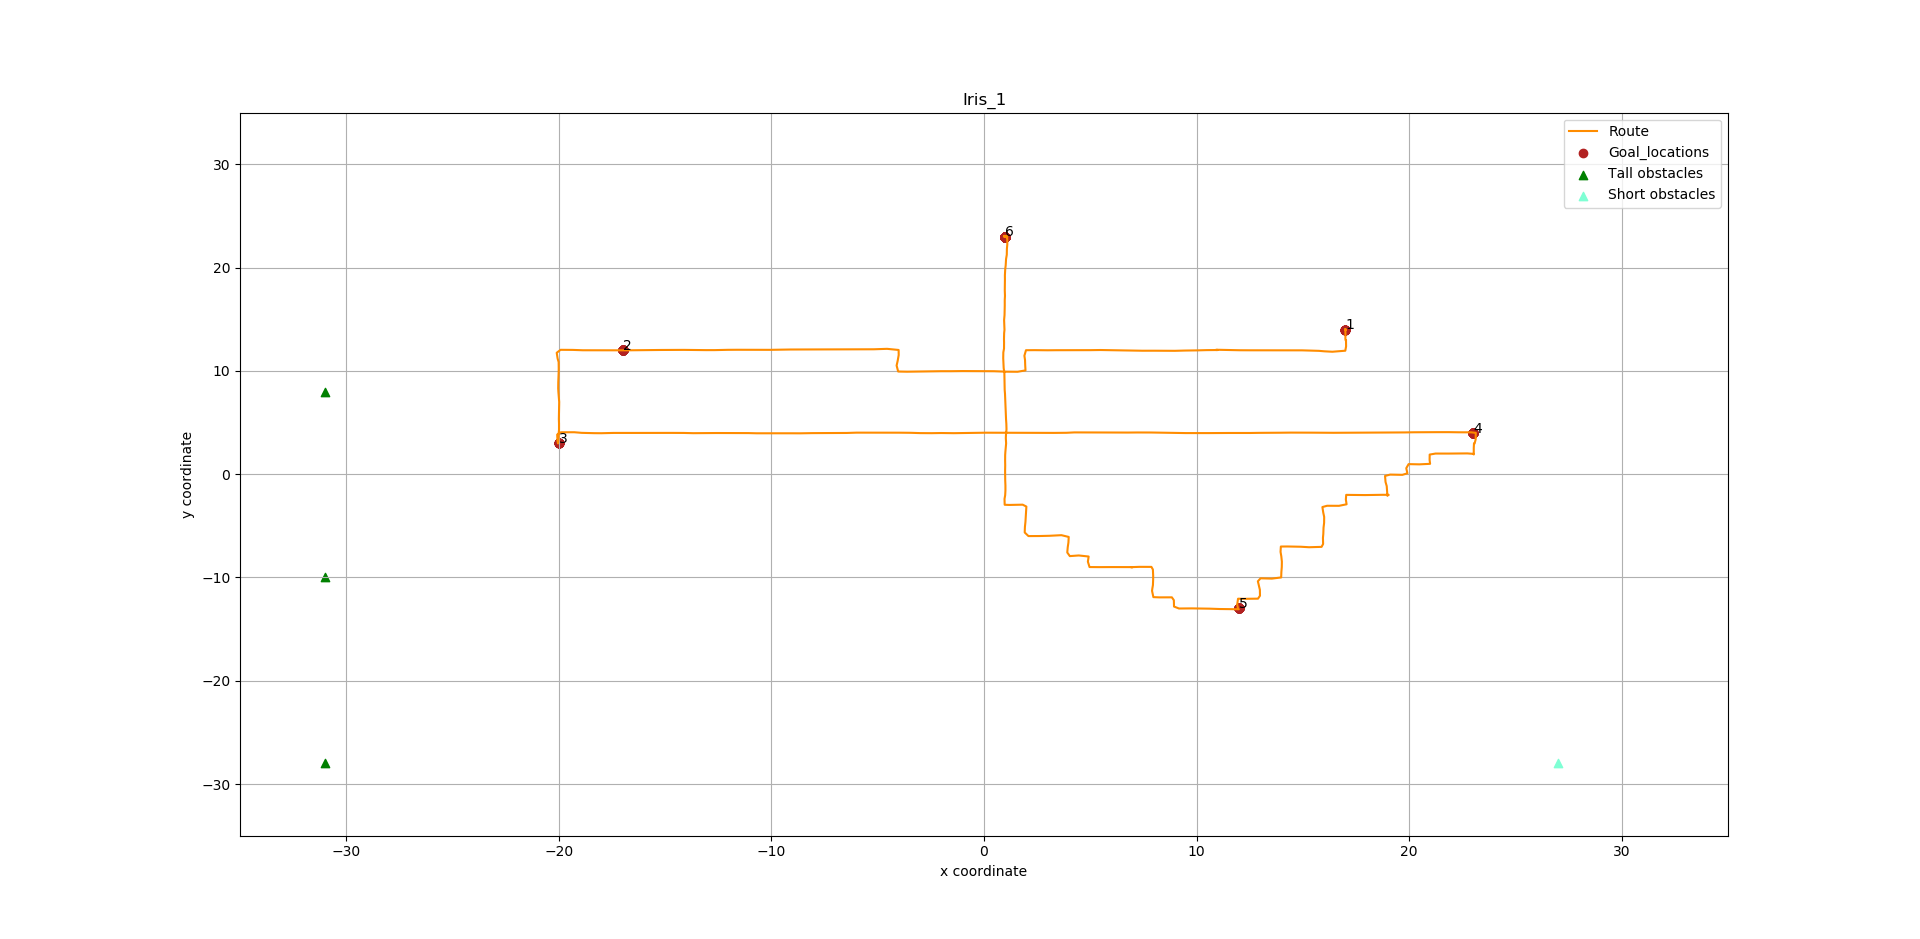 Iris_1
Route
Goal_locations
Tall obstacles
Short obstacles
30
20
10
0
−10
−20
−30
y coordinate
6
1
2
3
4
5
−30
−20
−10
0
10
20
30
x coordinate